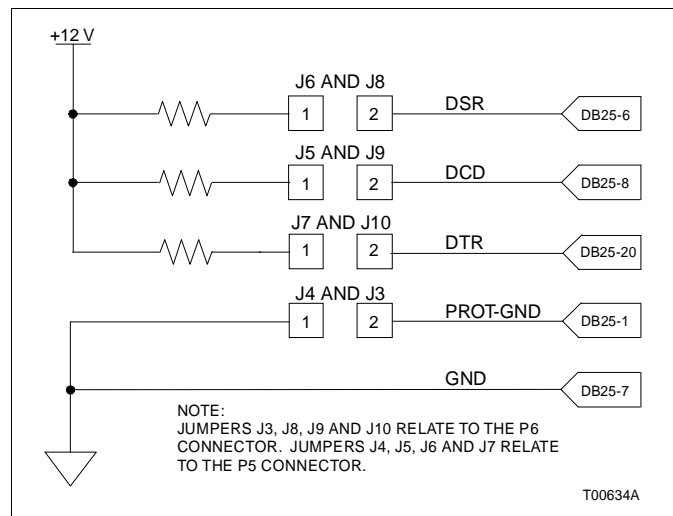 +12 V
J6 AND J8
1 2 DSR DB25-6
J5 AND J9
1 2 DCD DB25-8
J7 AND J10
1 2 DTR DB25-20
J4 AND J3
1 2 PROT-GND DB25-1
GND DB25-7
NOTE:
JUMPERS J3, J8, J9 AND J10 RELATE TO THE P6
CONNECTOR. JUMPERS J4, J5, J6 AND J7 RELATE
TO THE P5 CONNECTOR.
T00634A